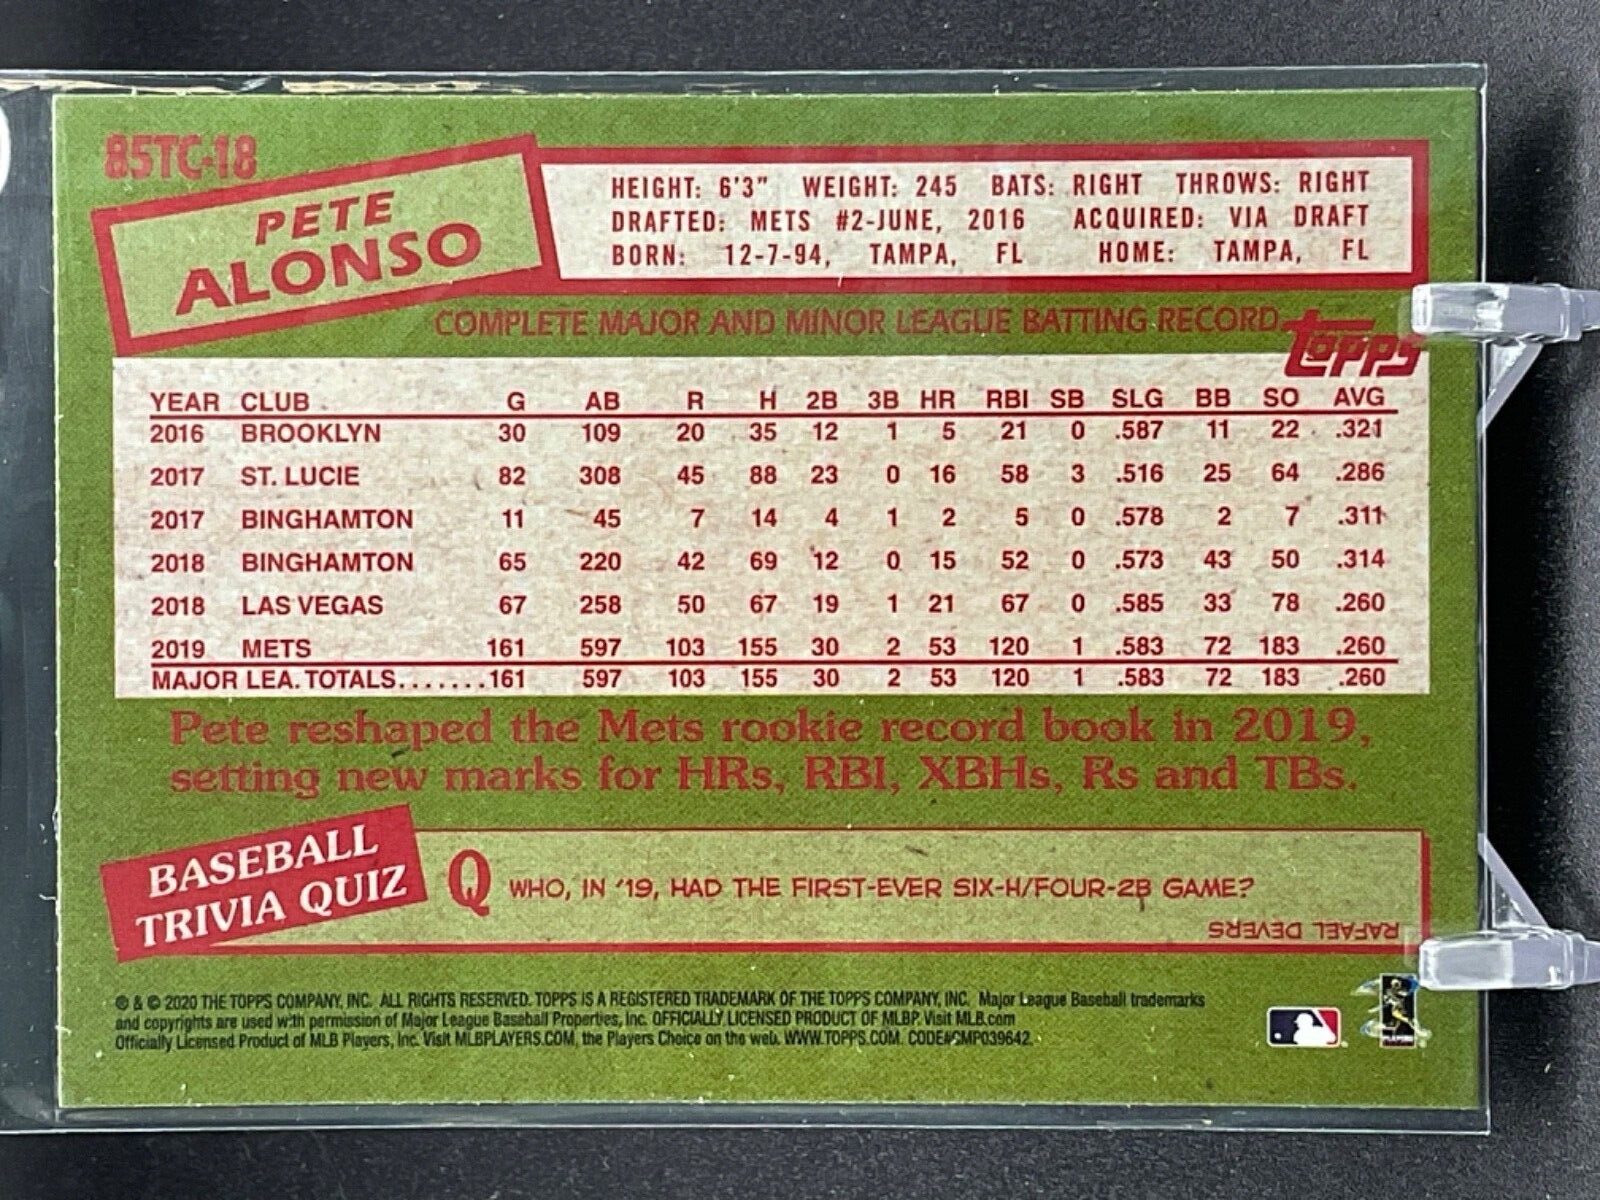 85TC-18
PETE
ALONSO
HEIGHT: 6'3" WEIGHT: 245 BATS: RIGHT THROWS: RIGHT
DRAFTED: METS #2-JUNE, 2016 ACQUIRED: VIA DRAFT
BORN: 12-7-94, TAMPA, FL HOME: TAMPA, FL
COMPLETE MAJOR AND MINOR LEAGUE BATTING RECORD
topps
YEAR CLUB G AB R H 2B 3B HR RBI SB SLG BB SO AVG
2016 BROOKLYN 30 109 20 35 12 1 5 21 0 .587 11 22 .321
2017 ST. LUCIE 82 308 45 88 23 0 16 58 3 .516 25 64 .286
2017 BINGHAMTON 11 45 7 14 4 1 2 5 0 .578 2 7 .311
2018 BINGHAMTON 65 220 42 69 12 0 15 52 0 .573 43 50 .314
2018 LAS VEGAS 67 258 50 67 19 1 21 67 0 .585 33 78 .260
2019 METS 161 597 103 155 30 2 53 120 1 .583 72 183 .260
MAJOR LEA. TOTALS.......161 597 103 155 30 2 53 120 1 .583 72 183 .260
Pete reshaped the Mets rookie record book in 2019,
setting new marks for HRs, RBI, XBHs, Rs and TBs.
BASEBALL
TRIVIA QUIZ
Q WHO, IN '19, HAD THE FIRST-EVER SIX-H/FOUR-2B GAME?
RAFAEL DEVERS
® & © 2020 THE TOPPS COMPANY, INC. ALL RIGHTS RESERVED. TOPPS IS A REGISTERED TRADEMARK OF THE TOPPS COMPANY, INC. Major League Baseball trademarks
and copyrights are used with permission of Major League Baseball Properties, Inc. OFFICIALLY LICENSED PRODUCT OF MLBP. Visit MLB.com
Officially Licensed Product of MLB Players, Inc. Visit MLBPLAYERS.COM, the Players Choice on the web. WWW.TOPPS.COM. CODE#CMP039642.